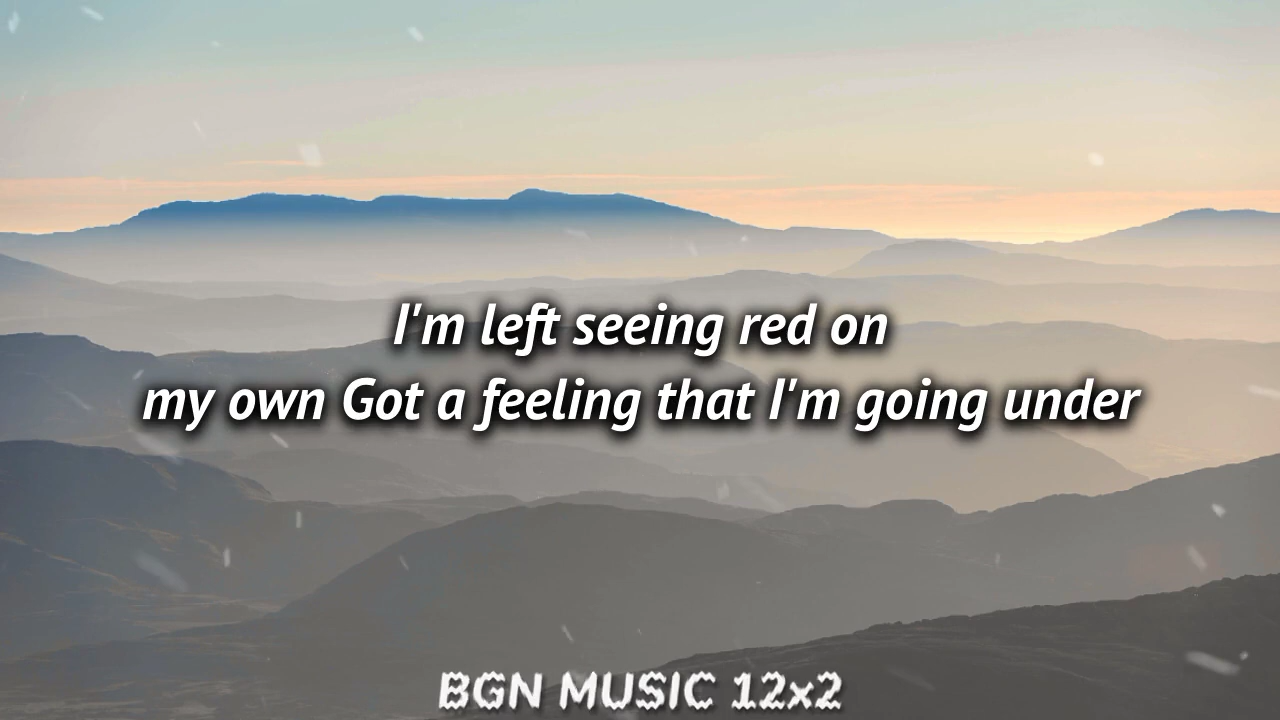 I'm left seeing red on
my own Got a feeling that I'm going under
BGN MUSIC 12x2